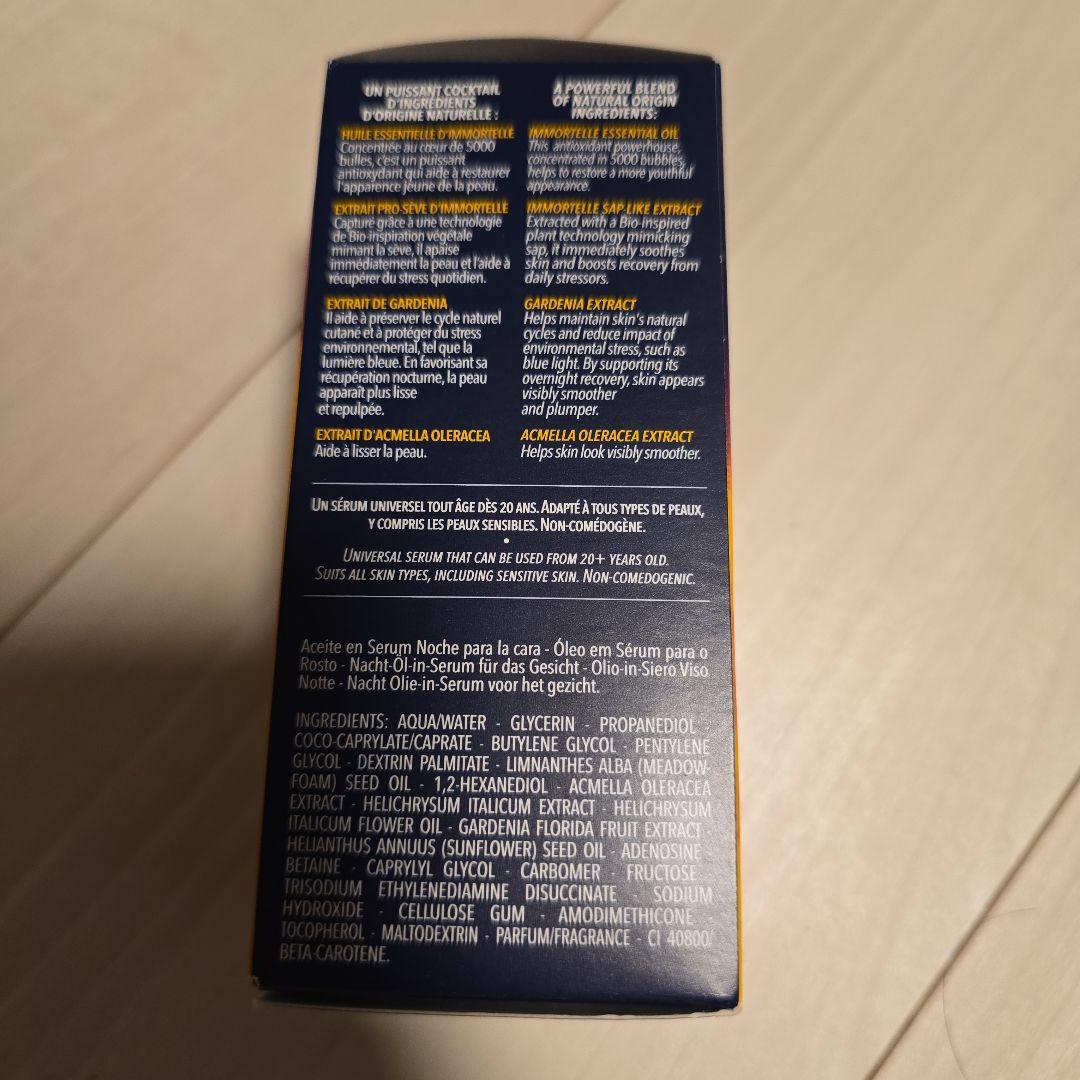 UN PUISSANT COCKTAIL
D'INGRÉDIENTS
D'ORIGINE NATURELLE :
HUILE ESSENTIELLE D'IMMORTELLE
Concentrée au cœur de 5000
bulles, c'est un puissant
antioxydant qui aide à restaurer
l'apparence jeune de la peau.
EXTRAIT PRO-SÈVE D'IMMORTELLE
Capturé grâce à une technologie
de Bio-inspiration végétale
mimant la sève, il apaise
immédiatement la peau et l'aide à
récupérer du stress quotidien.
EXTRAIT DE GARDENIA
Il aide à préserver le cycle naturel
cutané et à protéger du stress
environnemental, tel que la
lumière bleue. En favorisant sa
récupération nocturne, la peau
apparaît plus lisse
et repulpée.
EXTRAIT D'ACMELLA OLERACEA
Aide à lisser la peau.
A POWERFUL BLEND
OF NATURAL ORIGIN
INGREDIENTS:
IMMORTELLE ESSENTIAL OIL
This antioxidant powerhouse,
concentrated in 5000 bubbles,
helps to restore a more youthful
appearance.
IMMORTELLE SAP-LIKE EXTRACT
Extracted with a Bio-inspired
plant technology mimicking
sap, it immediately soothes
skin and boosts recovery from
daily stressors.
GARDENIA EXTRACT
Helps maintain skin's natural
cycles and reduce impact of
environmental stress, such as
blue light. By supporting its
overnight recovery, skin appears
visibly smoother
and plumper.
ACMELLA OLERACEA EXTRACT
Helps skin look visibly smoother.
UN SÉRUM UNIVERSEL TOUT ÂGE DÈS 20 ANS. ADAPTÉ À TOUS TYPES DE PEAUX,
Y COMPRIS LES PEAUX SENSIBLES. NON-COMÉDOGÈNE.
•
UNIVERSAL SERUM THAT CAN BE USED FROM 20+ YEARS OLD.
SUITS ALL SKIN TYPES, INCLUDING SENSITIVE SKIN. NON-COMEDOGENIC.
Aceite en Serum Noche para la cara - Óleo em Sérum para o
Rosto - Nacht-Öl-in-Serum für das Gesicht - Olio-in-Siero Viso
Notte - Nacht Olie-in-Serum voor het gezicht.
INGREDIENTS: AQUA/WATER - GLYCERIN - PROPANEDIOL -
COCO-CAPRYLATE/CAPRATE - BUTYLENE GLYCOL - PENTYLENE
GLYCOL - DEXTRIN PALMITATE - LIMNANTHES ALBA (MEADOW-
FOAM) SEED OIL - 1,2-HEXANEDIOL - ACMELLA OLERACEA
EXTRACT - HELICHRYSUM ITALICUM EXTRACT - HELICHRYSUM
ITALICUM FLOWER OIL - GARDENIA FLORIDA FRUIT EXTRACT -
HELIANTHUS ANNUUS (SUNFLOWER) SEED OIL - ADENOSINE -
BETAINE - CAPRYLYL GLYCOL - CARBOMER - FRUCTOSE -
TRISODIUM ETHYLENEDIAMINE DISUCCINATE - SODIUM
HYDROXIDE - CELLULOSE GUM - AMODIMETHICONE -
TOCOPHEROL - MALTODEXTRIN - PARFUM/FRAGRANCE - CI 40800/
BETA-CAROTENE.